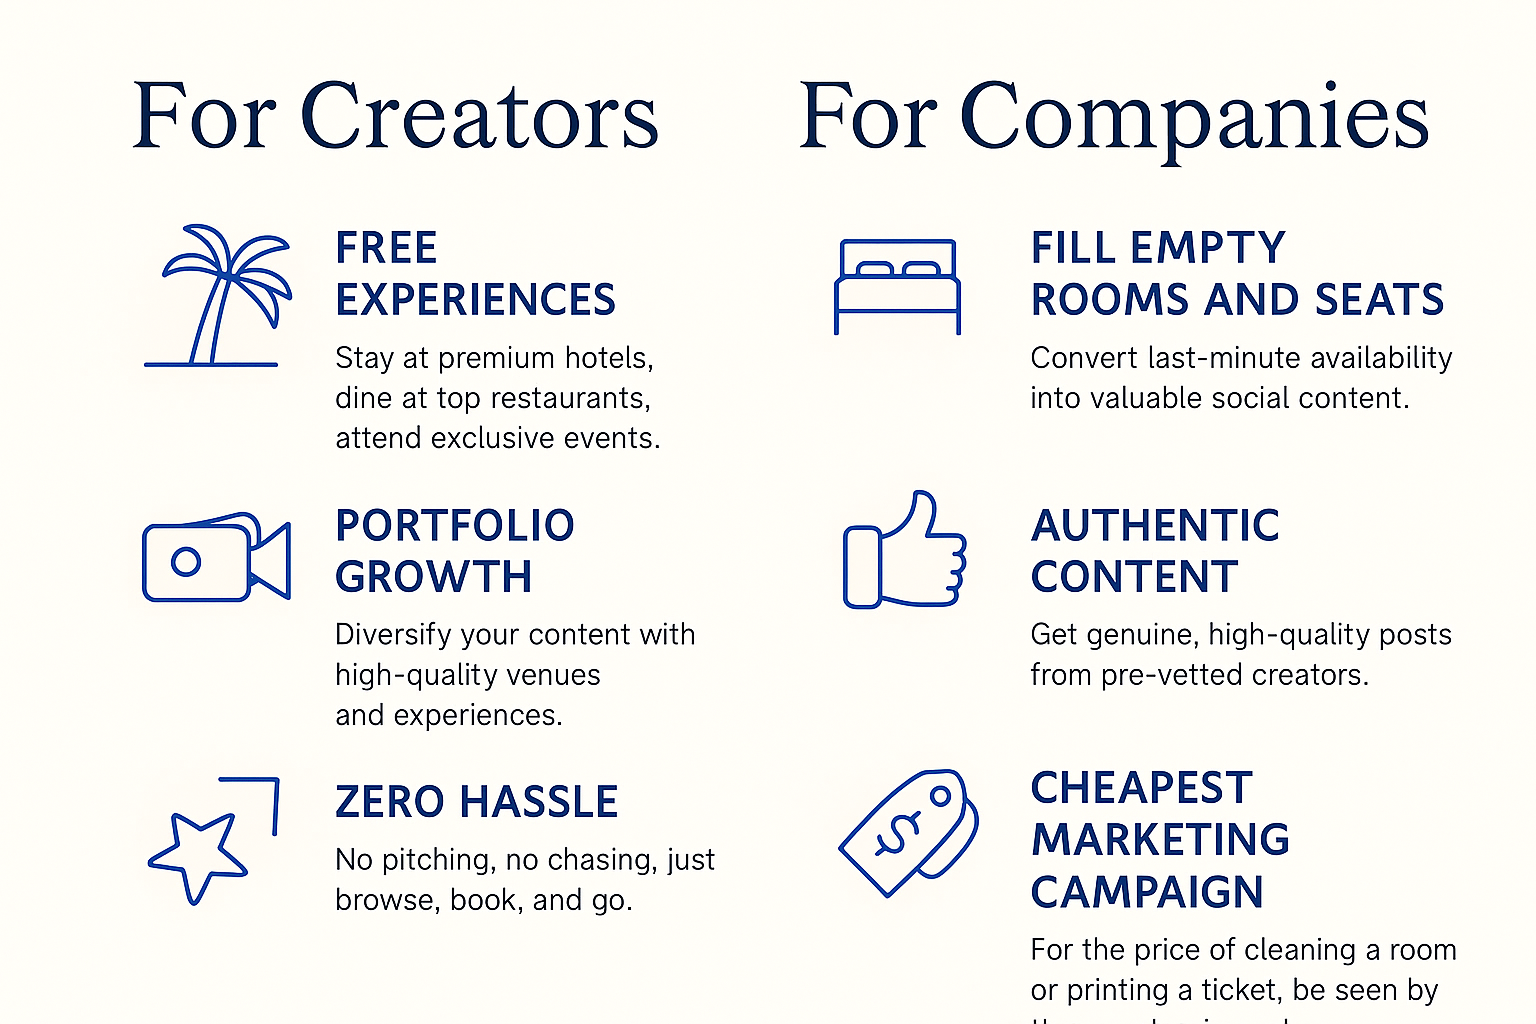 For Creators
FREE
EXPERIENCES
Stay at premium hotels,
dine at top restaurants,
attend exclusive events.
PORTFOLIO
GROWTH
Diversify your content with
high-quality venues
and experiences.
ZERO HASSLE
No pitching, no chasing, just
browse, book, and go.
For Companies
FILL EMPTY
ROOMS AND SEATS
Convert last-minute availability
into valuable social content.
AUTHENTIC
CONTENT
Get genuine, high-quality posts
from pre-vetted creators.
CHEAPEST
MARKETING
CAMPAIGN
For the price of cleaning a room
or printing a ticket, be seen by